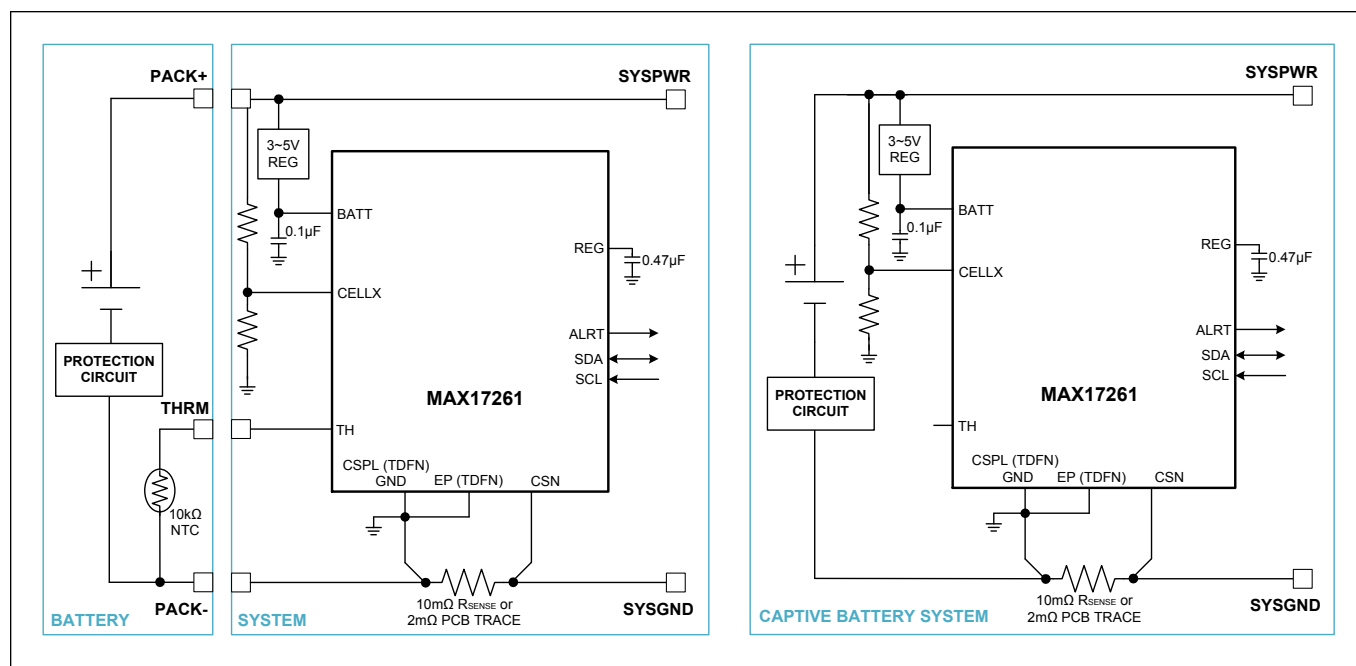 PACK+
SYSPWR
3~5V
REG
BATT
0.1µF
REG
0.47µF
CELLX
ALRT
SDA
SCL
PROTECTION
CIRCUIT
MAX17261
THRM
TH
CSPL (TDFN)
GND
EP (TDFN)
CSN
10kΩ
NTC
10mΩ RSENSE or
2mΩ PCB TRACE
PACK-
SYSGND
BATTERY
SYSTEM
SYSPWR
3~5V
REG
BATT
0.1µF
REG
0.47µF
CELLX
ALRT
SDA
SCL
PROTECTION
CIRCUIT
MAX17261
TH
CSPL (TDFN)
GND
EP (TDFN)
CSN
10mΩ RSENSE or
2mΩ PCB TRACE
SYSGND
CAPTIVE BATTERY SYSTEM